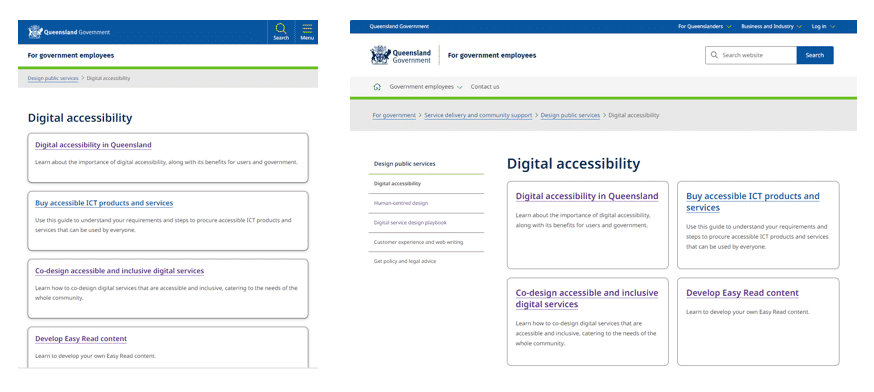 Queensland Government
Search
Menu
For government employees
Design public services > Digital accessibility
Digital accessibility
Digital accessibility in Queensland
Learn about the importance of digital accessibility, along with its benefits for users and government.
Buy accessible ICT products and services
Use this guide to understand your requirements and steps to procure accessible ICT products and
services that can be used by everyone.
Co-design accessible and inclusive digital services
Learn how to co-design digital services that are accessible and inclusive, catering to the needs of the
whole community.
Develop Easy Read content
Learn to develop your own Easy Read content.
Queensland Government
For Queenslanders
Business and Industry
Log in
Queensland
Government
For government employees
Search website
Search
Government employees
Contact us
For government > Service delivery and community support > Design public services > Digital accessibility
Design public services
Digital accessibility
Human-centred design
Digital service design playbook
Customer experience and web writing
Get policy and legal advice
Digital accessibility
Digital accessibility in Queensland
Learn about the importance of digital accessibility,
along with its benefits for users and government.
Buy accessible ICT products and
services
Use this guide to understand your requirements and
steps to procure accessible ICT products and services
that can be used by everyone.
Co-design accessible and inclusive
digital services
Learn how to co-design digital services that are
accessible and inclusive, catering to the needs of the
whole community.
Develop Easy Read content
Learn to develop your own Easy Read content.